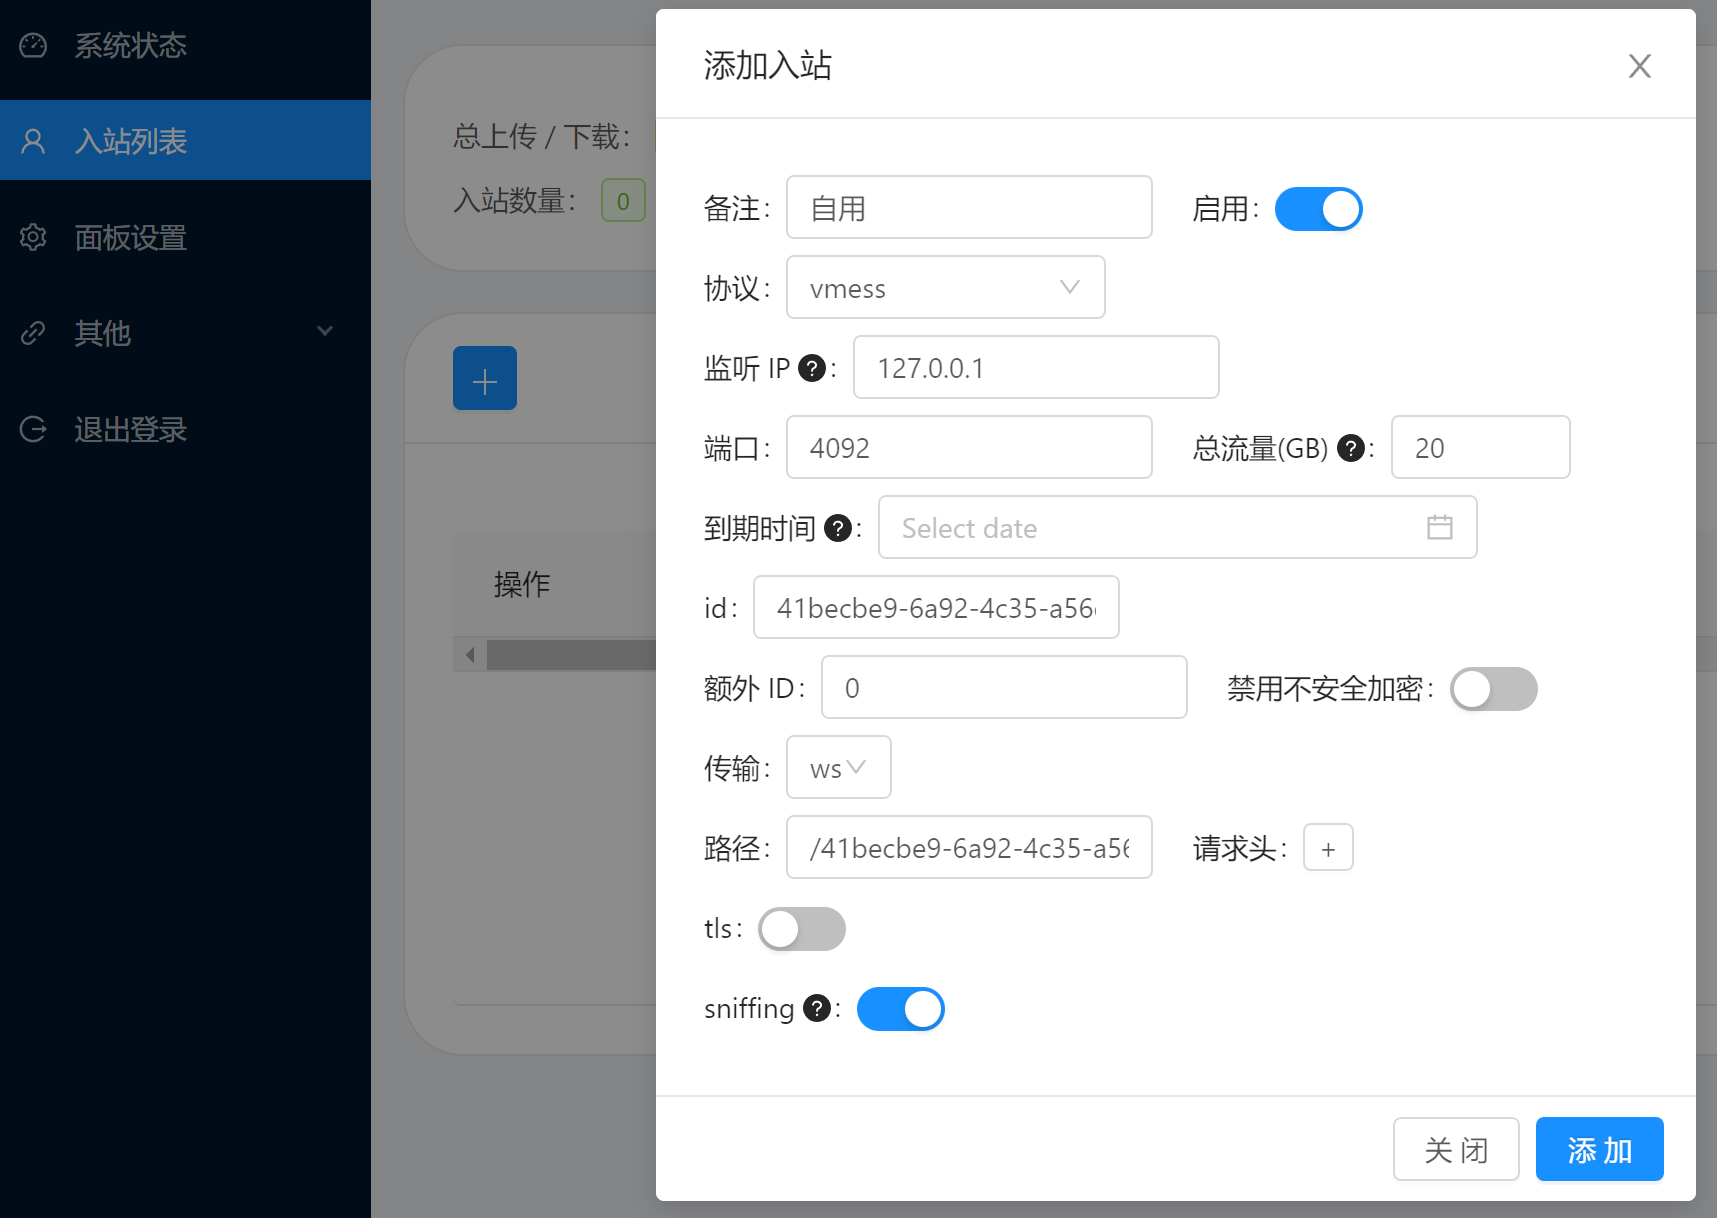 系统状态
入站列表
面板设置
其他
退出登录
总上传 / 下载:
入站数量: 0
操作
添加入站
备注: 自用 启用:
协议: vmess
监听 IP ? : 127.0.0.1
端口: 4092 总流量(GB) ? : 20
到期时间 ? : Select date
id: 41becbe9-6a92-4c35-a56
额外 ID: 0 禁用不安全加密:
传输: ws
路径: /41becbe9-6a92-4c35-a56 请求头: +
tls:
sniffing ? :
关 闭 添 加